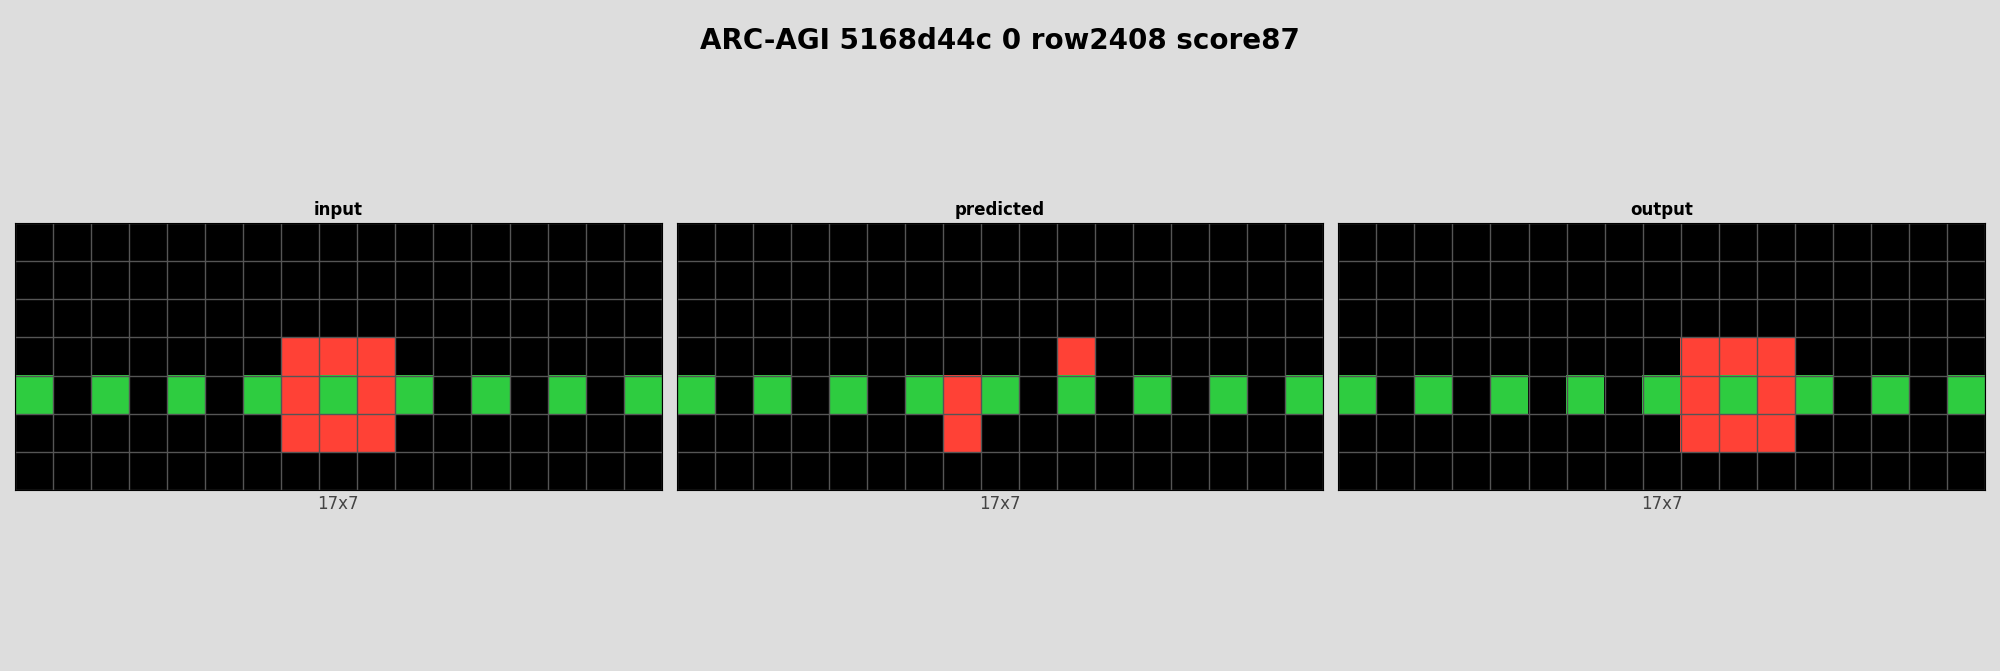 ARC-AGI 5168d44c 0 row2408 score87
input
predicted
output
17x7
17x7
17x7